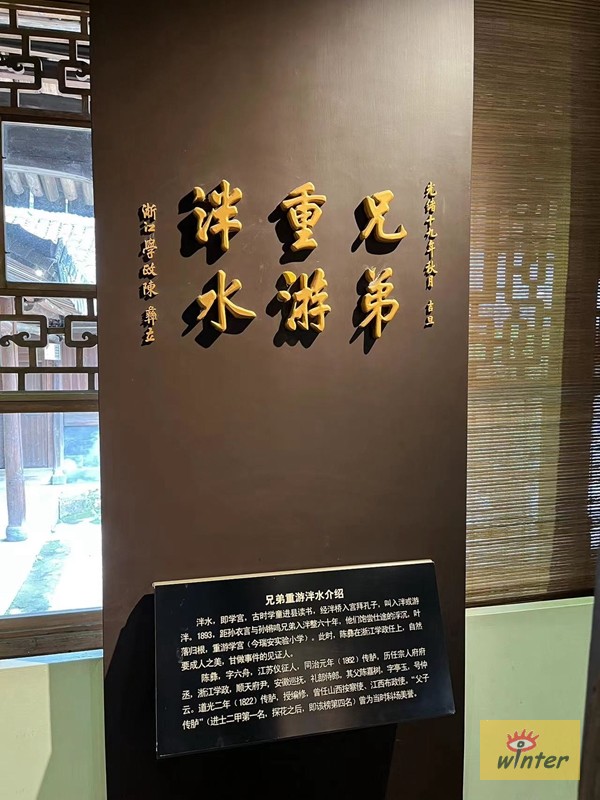 光绪十九年秋月 吉旦
兄弟
重游
泮水
浙江学政陈 彝立
兄弟重游泮水介绍
泮水，即学宫，古时学童进县读书，经泮桥入宫拜孔子，叫入泮或游
泮。1893，距孙衣言与孙锵鸣兄弟入泮整六十年，他们饱尝仕途的浮沉，叶
落归根，重游学宫（今瑞安实验小学）。此时，陈彝在浙江学政任上，自然
要成人之美，甘做事件的见证人。
陈彝，字六舟，江苏仪征人，同治元年（1862）传胪，历任宗人府府
丞，浙江学政，顺天府尹，安徽巡抚，礼部侍郎。其父陈嘉树，字亭玉，号仲
云。道光二年（1822）传胪，授编修，曾任山西按察使、江西布政使。“父子
传胪”（进士二甲第一名，探花之后，即该榜第四名）曾为当时科场美誉。
winter